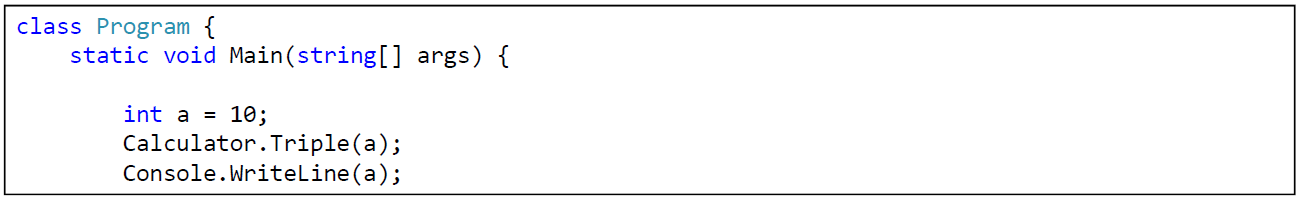 class Program {
static void Main(string[] args) {
int a = 10;
Calculator.Triple(a);
Console.WriteLine(a);